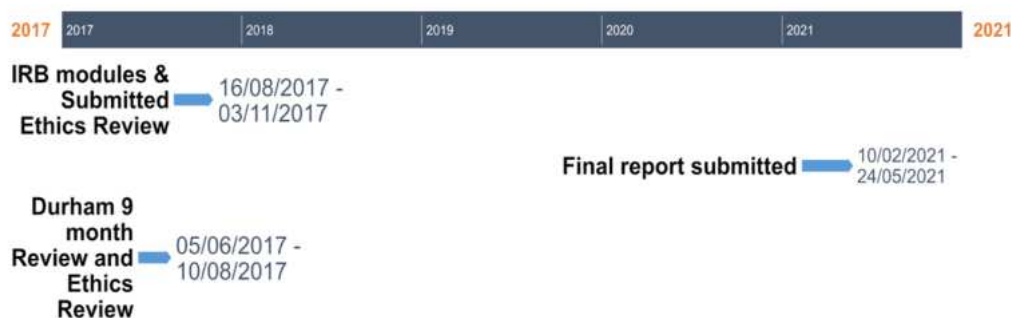 2017 2017 2018 2019 2020 2021 2021
IRB modules &
Submitted
Ethics Review
16/08/2017 -
03/11/2017
Final report submitted
10/02/2021 -
24/05/2021
Durham 9
month
Review and
Ethics
Review
05/06/2017 -
10/08/2017